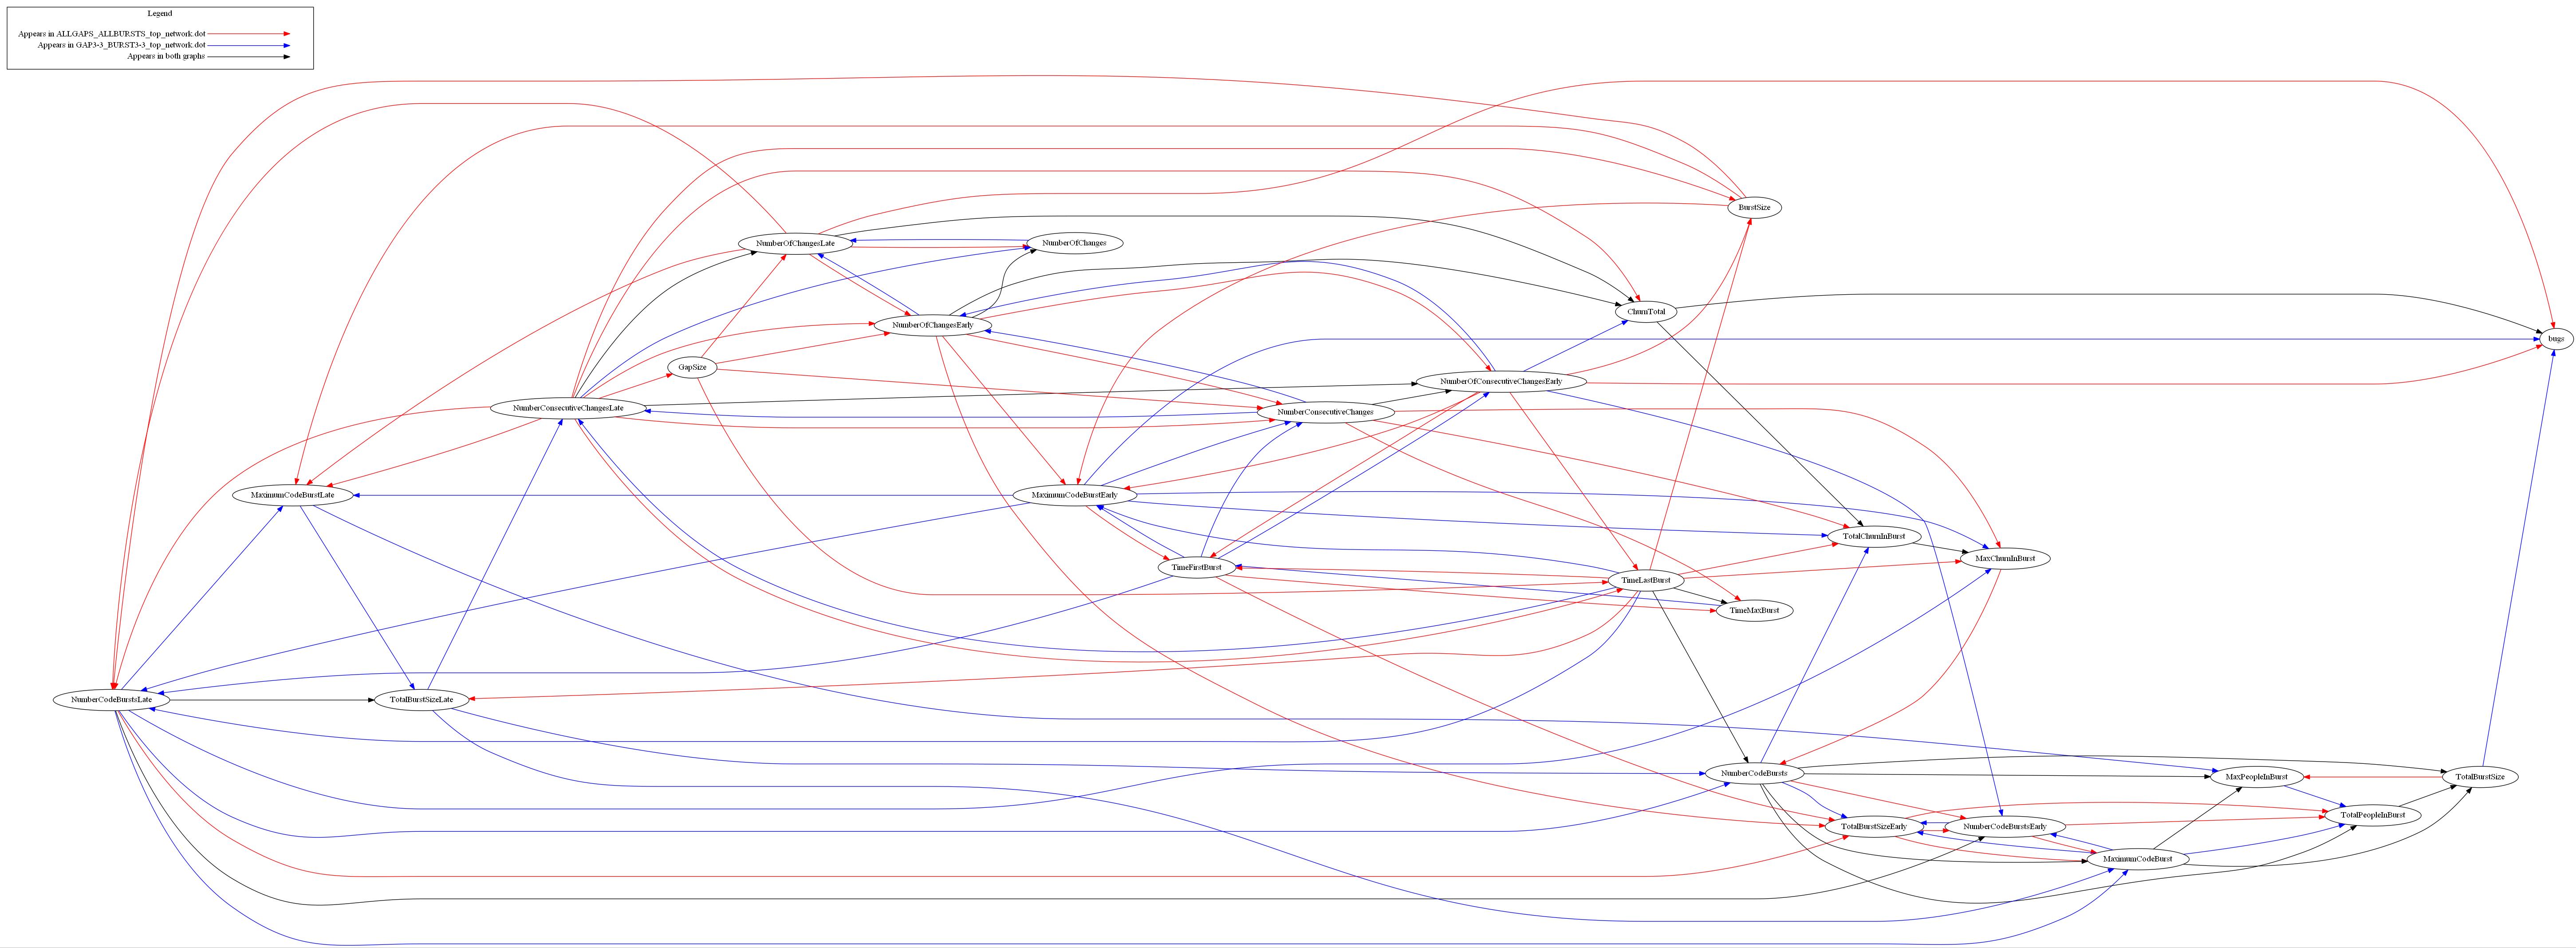 Legend
Appears in ALLGAPS_ALLBURSTS_top_network.dot
Appears in GAP3-3_BURST3-3_top_network.dot
Appears in both graphs
BurstSize
NumberOfChangesLate
NumberOfChanges
ChurnTotal
NumberOfChangesEarly
bugs
GapSize
NumberOfConsecutiveChangesEarly
NumberConsecutiveChangesLate
NumberConsecutiveChanges
MaximumCodeBurstLate
MaximumCodeBurstEarly
TotalChurnInBurst
MaxChurnInBurst
TimeFirstBurst
TimeLastBurst
TimeMaxBurst
NumberCodeBurstsLate
TotalBurstSizeLate
NumberCodeBursts
MaxPeopleInBurst
TotalBurstSize
TotalPeopleInBurst
TotalBurstSizeEarly
NumberCodeBurstsEarly
MaximumCodeBurst